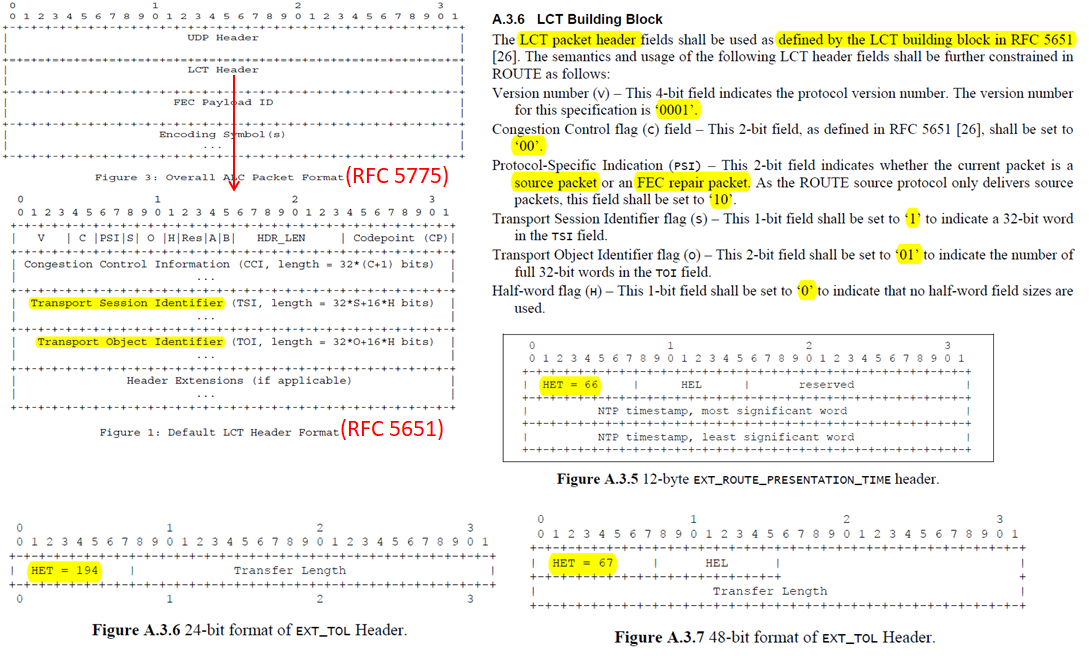 0                   1                   2                   3
0 1 2 3 4 5 6 7 8 9 0 1 2 3 4 5 6 7 8 9 0 1 2 3 4 5 6 7 8 9 0 1
UDP Header
LCT Header
FEC Payload ID
Encoding Symbol(s)
...
Figure 3: Overall ALC Packet Format (RFC 5775)
0                   1                   2                   3
0 1 2 3 4 5 6 7 8 9 0 1 2 3 4 5 6 7 8 9 0 1 2 3 4 5 6 7 8 9 0 1
| V | C |PSI|S| O |H|Res|A|B| HDR_LEN | Codepoint (CP)|
| Congestion Control Information (CCI, length = 32*(C+1) bits) |
| ... |
| Transport Session Identifier (TSI, length = 32*S+16*H bits) |
| ... |
| Transport Object Identifier (TOI, length = 32*O+16*H bits) |
| ... |
| Header Extensions (if applicable) |
| ... |
Figure 1: Default LCT Header Format (RFC 5651)
A.3.6 LCT Building Block
The LCT packet header fields shall be used as defined by the LCT building block in RFC 5651
[26]. The semantics and usage of the following LCT header fields shall be further constrained in
ROUTE as follows:
Version number (V) – This 4-bit field indicates the protocol version number. The version number
for this specification is ‘0001’.
Congestion Control flag (C) field – This 2-bit field, as defined in RFC 5651 [26], shall be set to
‘00’.
Protocol-Specific Indication (PSI) – This 2-bit field indicates whether the current packet is a
source packet or an FEC repair packet. As the ROUTE source protocol only delivers source
packets, this field shall be set to ‘10’.
Transport Session Identifier flag (S) – This 1-bit field shall be set to ‘1’ to indicate a 32-bit word
in the TSI field.
Transport Object Identifier flag (O) – This 2-bit field shall be set to ‘01’ to indicate the number of
full 32-bit words in the TOI field.
Half-word flag (H) – This 1-bit field shall be set to ‘0’ to indicate that no half-word field sizes are
used.
0                   1                   2                   3
0 1 2 3 4 5 6 7 8 9 0 1 2 3 4 5 6 7 8 9 0 1 2 3 4 5 6 7 8 9 0 1
| HET = 66 | HEL | reserved |
| NTP timestamp, most significant word |
| NTP timestamp, least significant word |
Figure A.3.5 12-byte EXT_ROUTE_PRESENTATION_TIME header.
0                   1                   2                   3
0 1 2 3 4 5 6 7 8 9 0 1 2 3 4 5 6 7 8 9 0 1 2 3 4 5 6 7 8 9 0 1
| HET = 194 | Transfer Length |
0                   1                   2                   3
Figure A.3.6 24-bit format of EXT_TOL Header.
0                   1                   2                   3
0 1 2 3 4 5 6 7 8 9 0 1 2 3 4 5 6 7 8 9 0 1 2 3 4 5 6 7 8 9 0 1
| HET = 67 | HEL |
| Transfer Length |
Figure A.3.7 48-bit format of EXT_TOL Header.